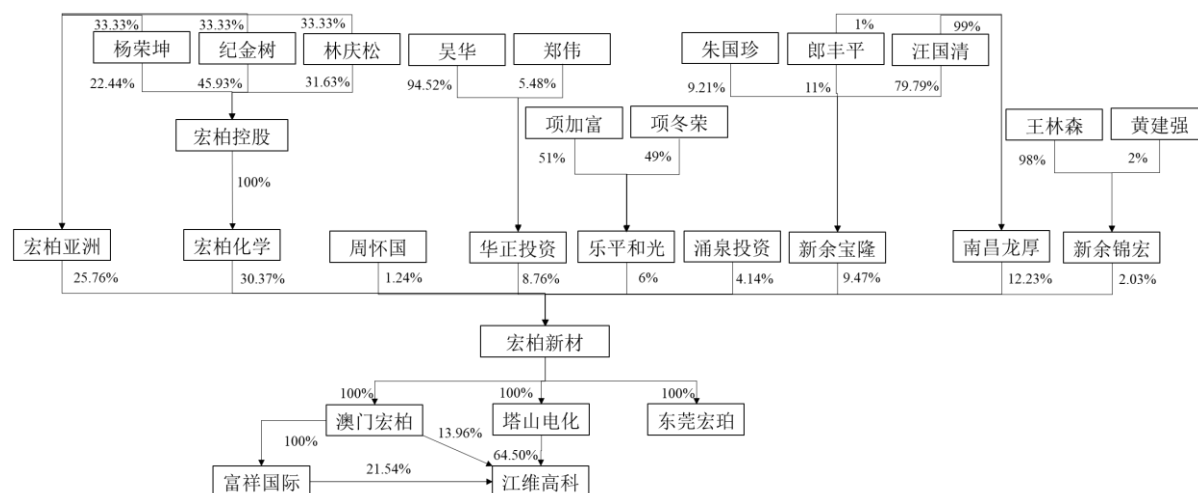 33.33% 33.33% 33.33% 1% 99%
杨荣坤 纪金树 林庆松 吴华 郑伟 朱国珍 郎丰平 汪国清
22.44% 45.93% 31.63% 94.52% 5.48% 9.21% 11% 79.79%
宏柏控股 项加富 项冬荣 王林森 黄建强
51% 49% 98% 2%
100%
宏柏亚洲 宏柏化学 周怀国 华正投资 乐平和光 涌泉投资 新余宝隆 南昌龙厚 新余锦宏
25.76% 30.37% 1.24% 8.76% 6% 4.14% 9.47% 12.23% 2.03%
宏柏新材
100% 100% 100%
澳门宏柏 塔山电化 东莞宏珀
100% 13.96% 64.50%
富祥国际 21.54% 江维高科